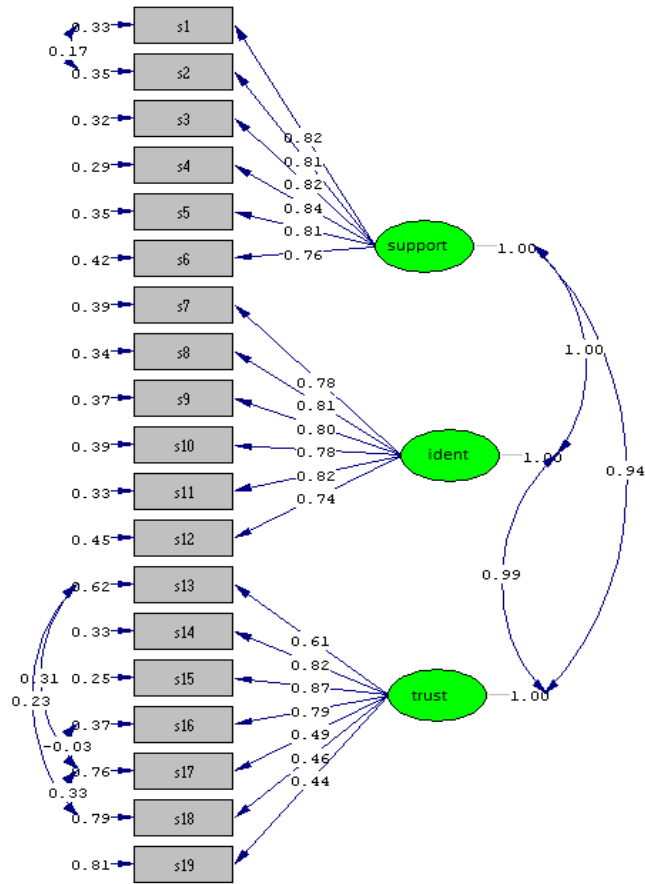 0.33 s1
0.17
0.35 s2
0.32 s3
0.82
0.29 s4
0.81
0.82
0.35 s5
0.84
0.81
support 1.00
0.42 s6
0.76
0.39 s7
0.34 s8
1.00
0.78
0.37 s9
0.81
0.80
0.39 s10
0.78
ident 1.00
0.94
0.33 s11
0.82
0.74
0.45 s12
0.99
0.62 s13
0.33 s14
0.61
0.82
0.31 0.25 s15
0.87
0.23
trust 1.00
0.79
0.37 s16
0.49
-0.03
0.46
0.76 s17
0.44
0.33
0.79 s18
0.81 s19